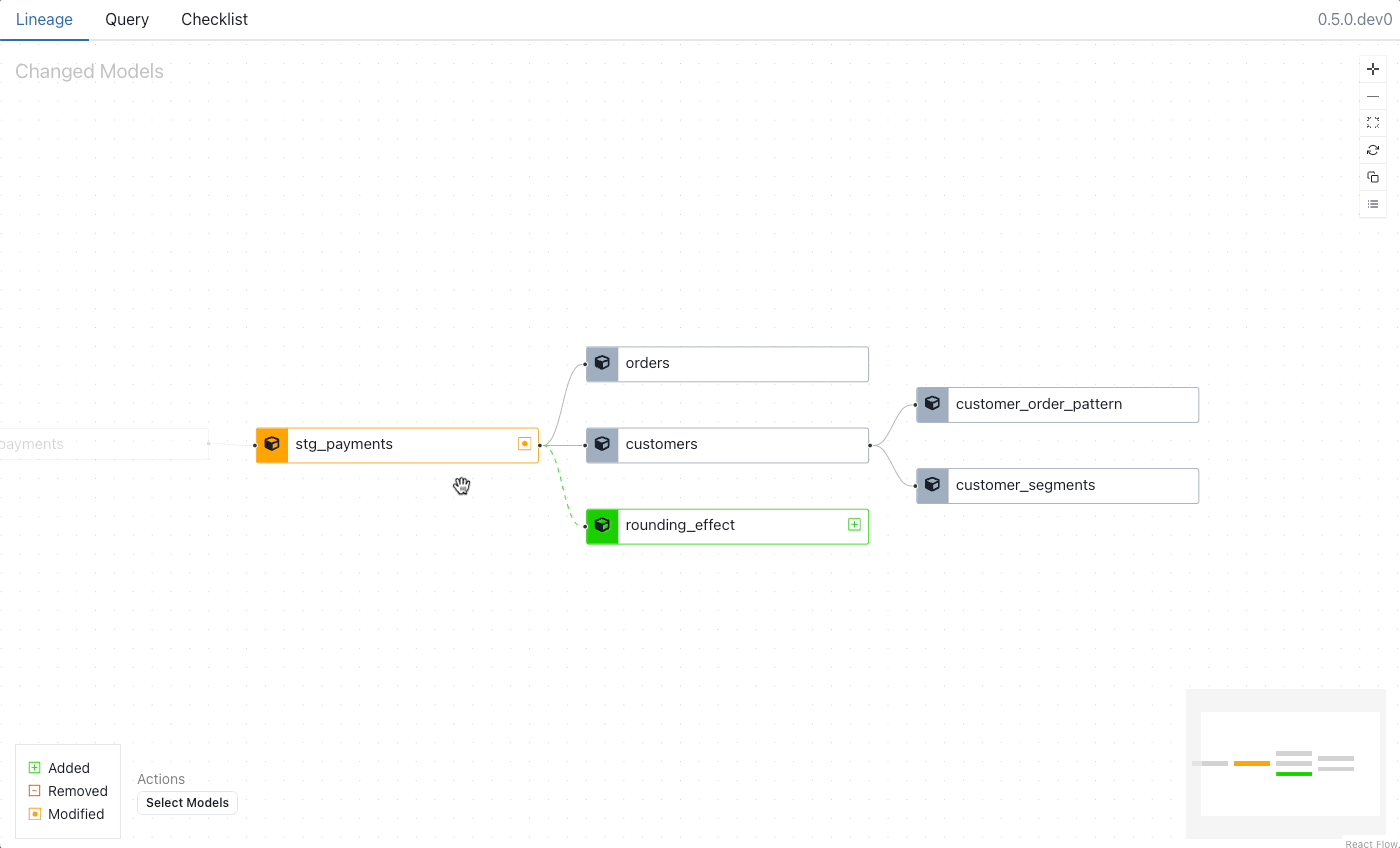 Lineage Query Checklist 0.5.0.dev0
Changed Models
orders
customer_order_pattern
payments
stg_payments
customers
customer_segments
rounding_effect
Added
Removed
Modified
Actions
Select Models
React Flow